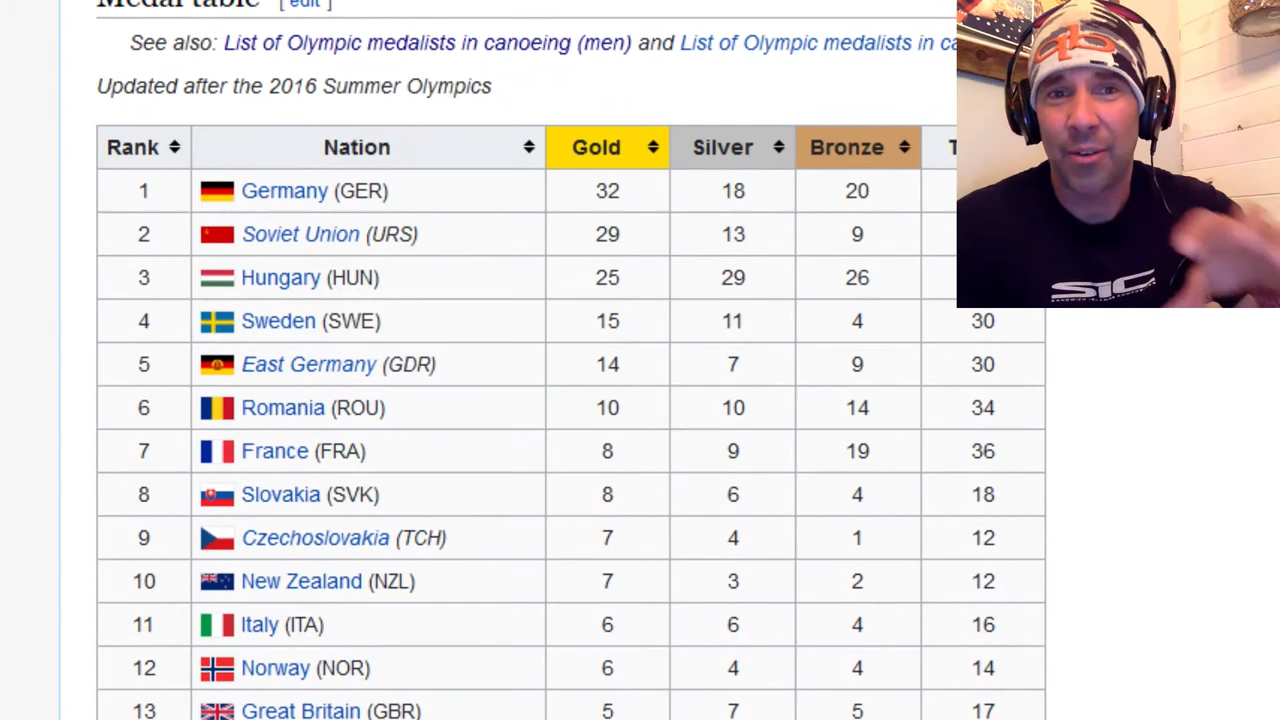 Medal table [ edit ]
See also: List of Olympic medalists in canoeing (men) and List of Olympic medalists in
Updated after the 2016 Summer Olympics
Rank Nation Gold Silver Bronze
1 Germany (GER) 32 18 20
2 Soviet Union (URS) 29 13 9
3 Hungary (HUN) 25 29 26
4 Sweden (SWE) 15 11 4 30
5 East Germany (GDR) 14 7 9 30
6 Romania (ROU) 10 10 14 34
7 France (FRA) 8 9 19 36
8 Slovakia (SVK) 8 6 4 18
9 Czechoslovakia (TCH) 7 4 1 12
10 New Zealand (NZL) 7 3 2 12
11 Italy (ITA) 6 6 4 16
12 Norway (NOR) 6 4 4 14
13 Great Britain (GBR) 5 7 5 17
SIC